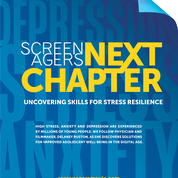 DEPRESSION
SCREEN
AGERS NEXT
CHAPTER
UNCOVERING SKILLS FOR STRESS RESILIENCE
HIGH STRESS, ANXIETY AND DEPRESSION ARE EXPERIENCED
BY MILLIONS OF YOUNG PEOPLE. WE FOLLOW PHYSICIAN AND
FILMMAKER, DELANEY RUSTON, AS SHE DISCOVERS SOLUTIONS
FOR IMPROVED ADOLESCENT WELL-BEING IN THE DIGITAL AGE.
ANXIETY